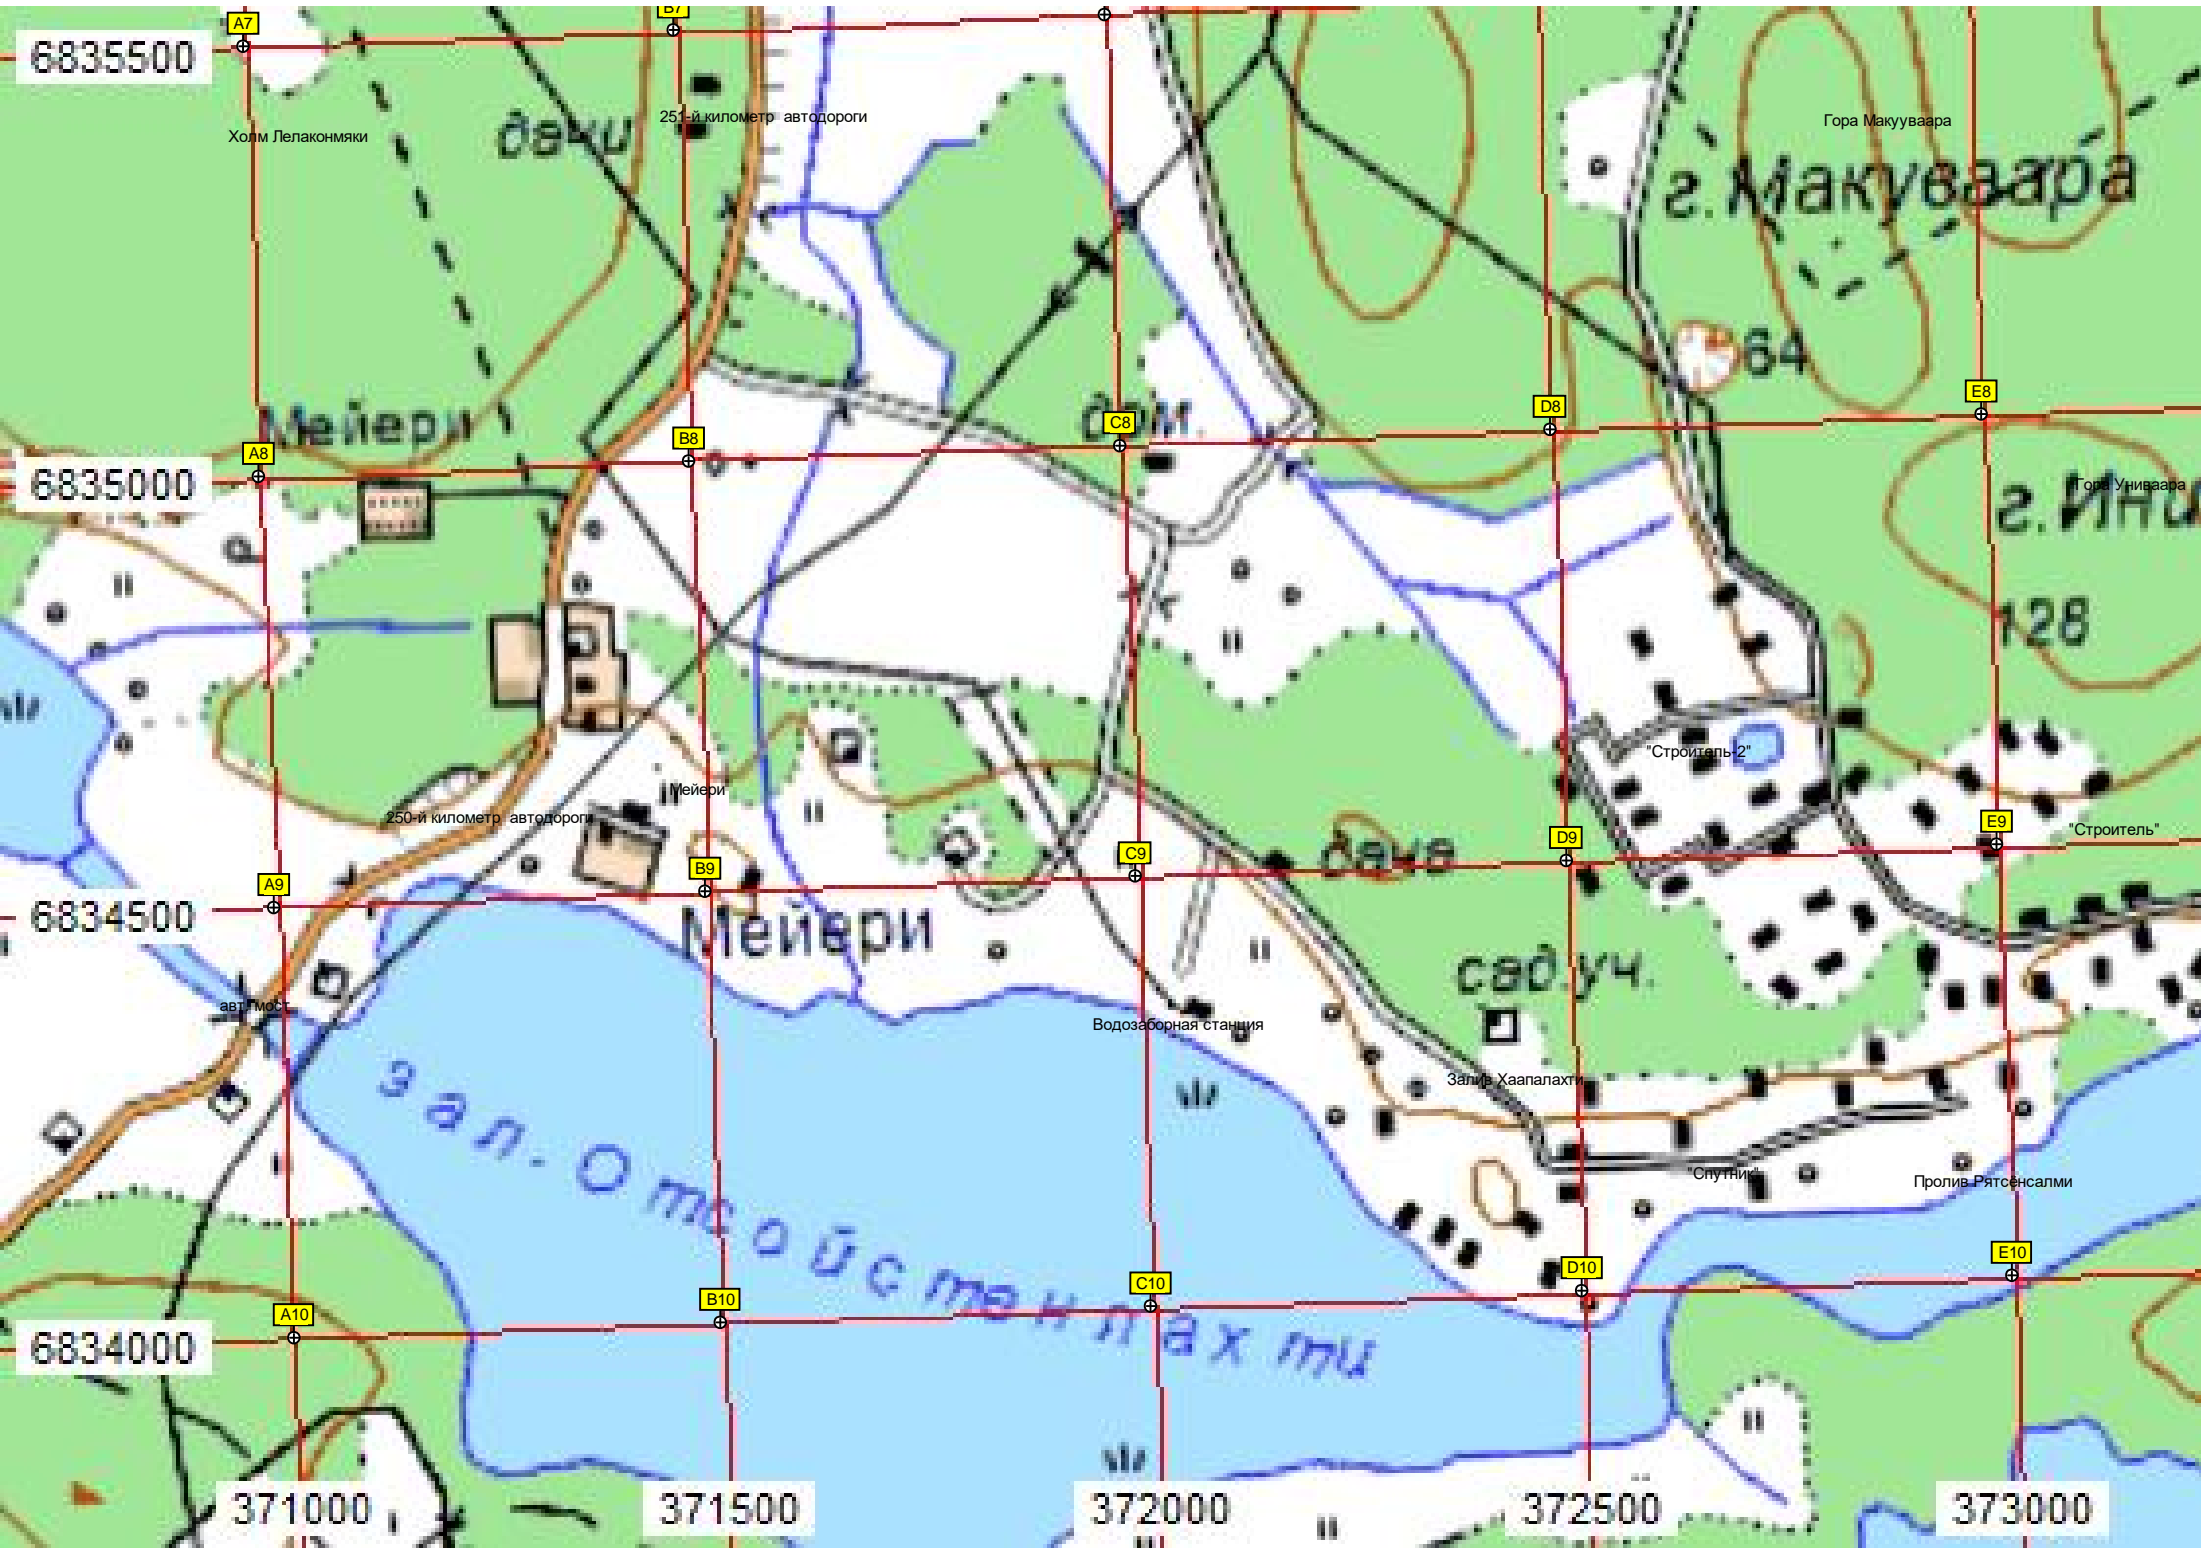 A7
B7
6835500
251-й километр автодороги
дачи
Холм Лелаконмяки
Гора Макууваара
г. Макуваара
64
Мейери
A8
B8
дом.
C8
D8
E8
6835000
Гора Униваара
г. Ини
128
"Строитель-2"
Мейери
250-й километр автодороги
A9
B9
C9
D9
E9
"Строитель"
6834500
Мейери
сад.уч.
авт. мост
Водозаборная станция
Залив Хаапалахти
зал. Отсойстенлахти
"Спутник"
Пролив Рятсенсалми
A10
B10
C10
D10
E10
6834000
371000
371500
372000
372500
373000